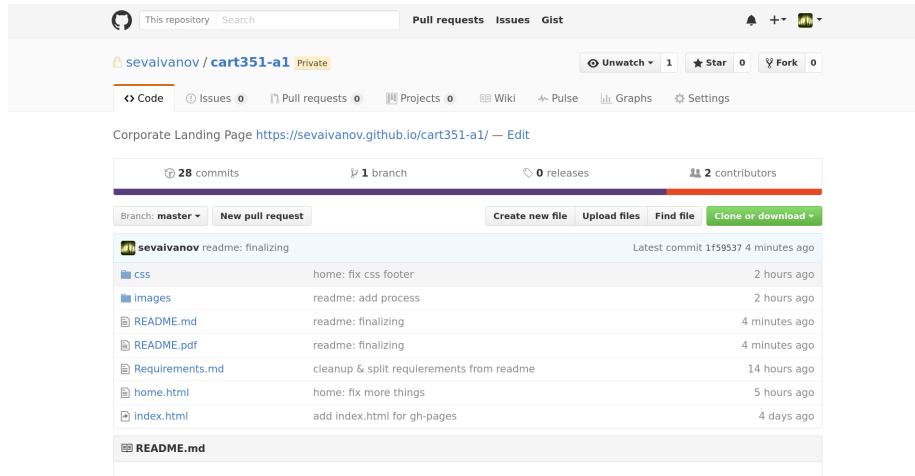 This repository Search Pull requests Issues Gist
sevaivanov / cart351-a1 Private Unwatch 1 Star 0 Fork 0
Code Issues 0 Pull requests 0 Projects 0 Wiki Pulse Graphs Settings
Corporate Landing Page https://sevaivanov.github.io/cart351-a1/ — Edit
28 commits 1 branch 0 releases 2 contributors
Branch: master New pull request Create new file Upload files Find file Clone or download
sevaivanov readme: finalizing Latest commit 1f59537 4 minutes ago
css home: fix css footer 2 hours ago
images readme: add process 2 hours ago
README.md readme: finalizing 4 minutes ago
README.pdf readme: finalizing 4 minutes ago
Requirements.md cleanup & split requierements from readme 14 hours ago
home.html home: fix more things 5 hours ago
index.html add index.html for gh-pages 4 days ago
README.md